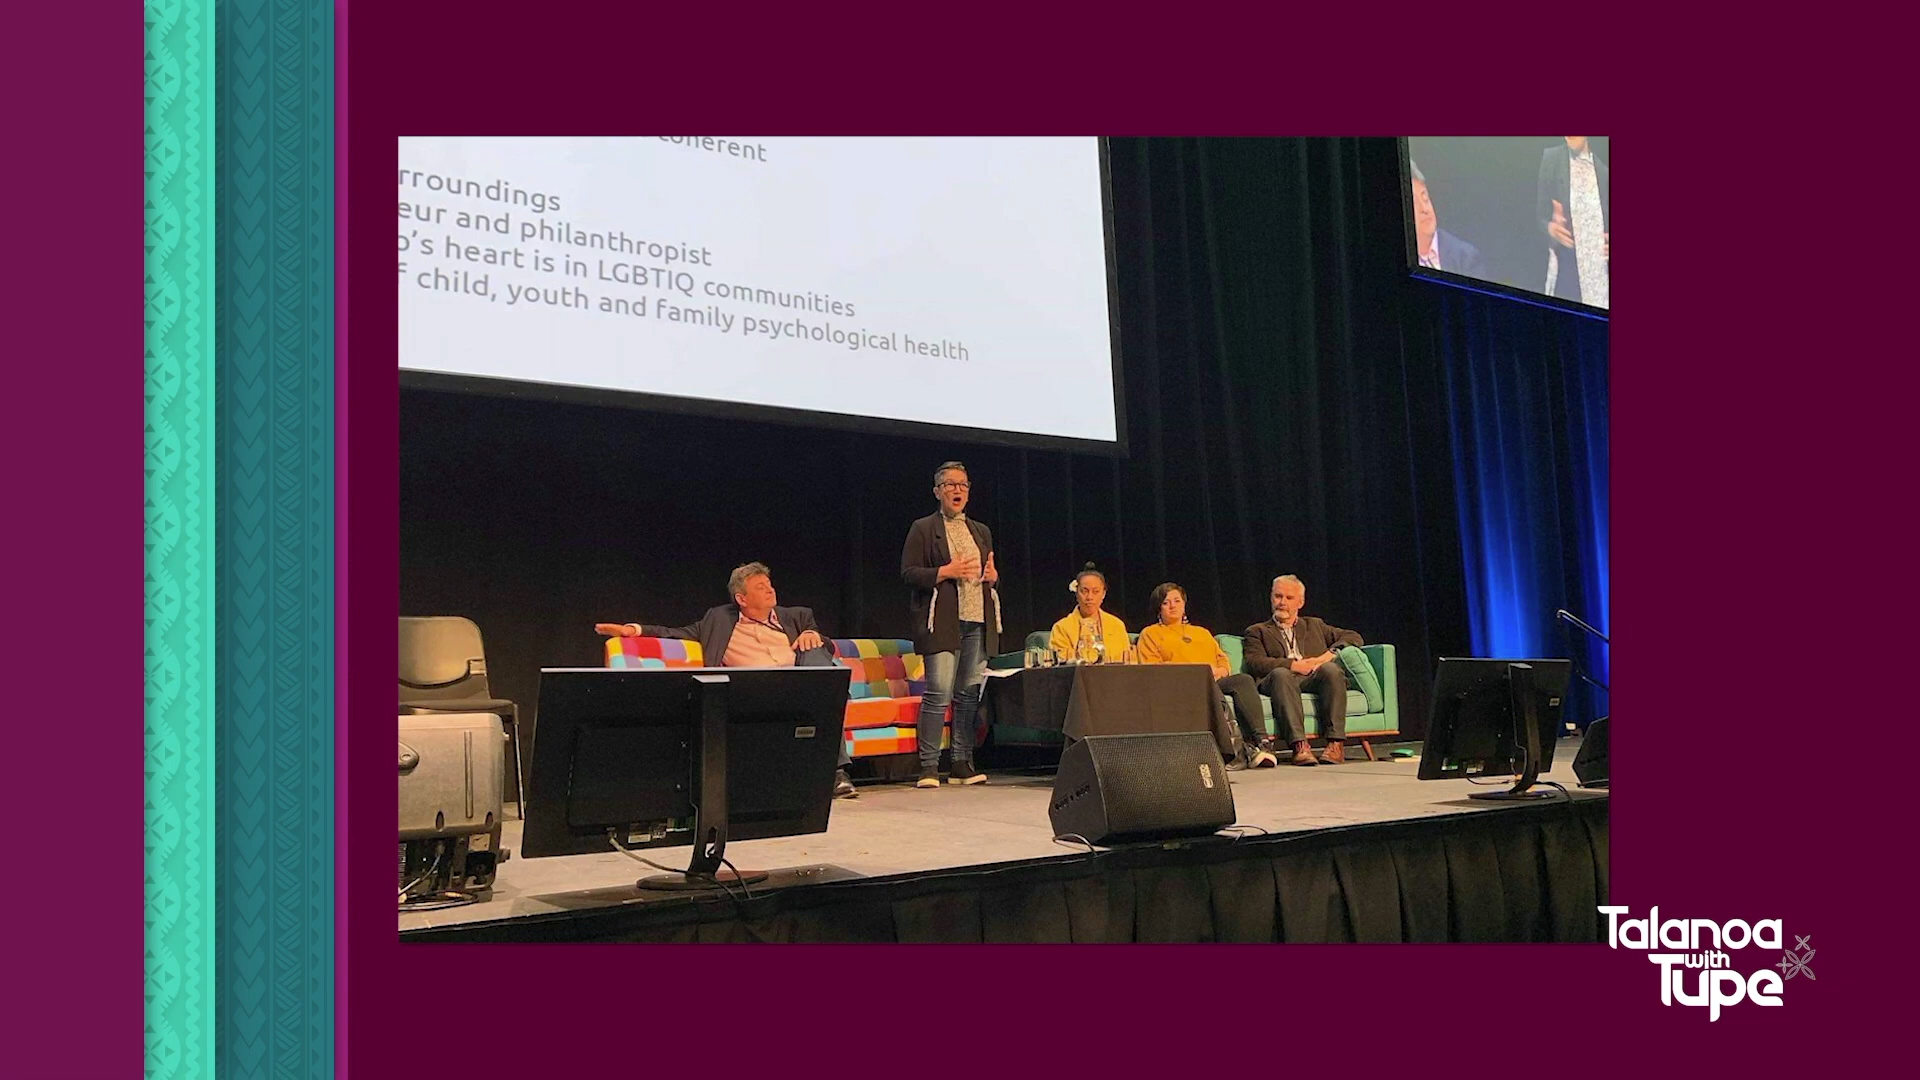 coherent
rroundings
eur and philanthropist
o's heart is in LGBTIQ communities
f child, youth and family psychological health
Talanoa
with
Tupe